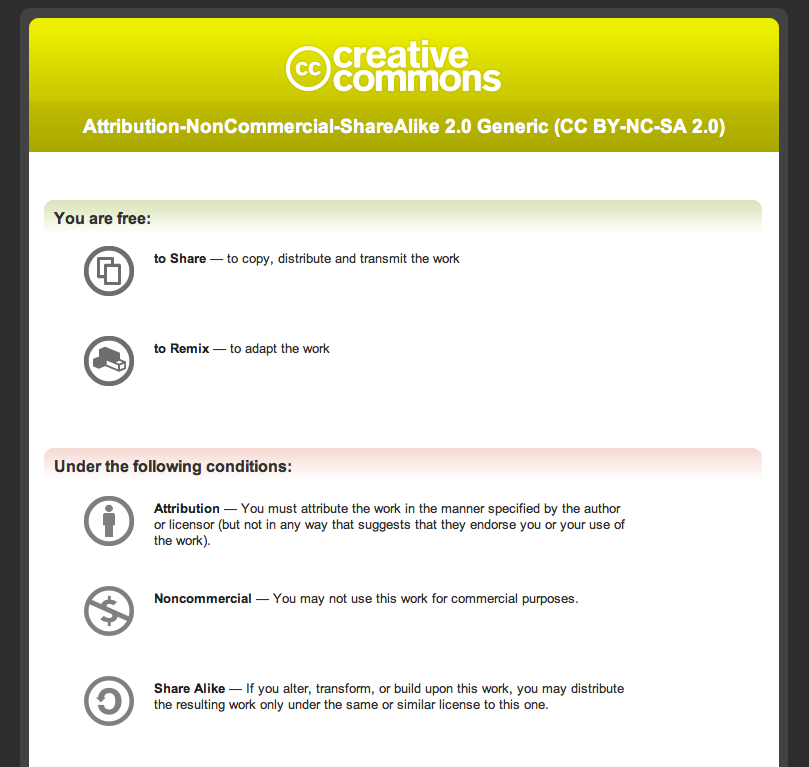 cc creative
commons
Attribution-NonCommercial-ShareAlike 2.0 Generic (CC BY-NC-SA 2.0)
You are free:
to Share — to copy, distribute and transmit the work
to Remix — to adapt the work
Under the following conditions:
Attribution — You must attribute the work in the manner specified by the author
or licensor (but not in any way that suggests that they endorse you or your use of
the work).
$
Noncommercial — You may not use this work for commercial purposes.
Share Alike — If you alter, transform, or build upon this work, you may distribute
the resulting work only under the same or similar license to this one.